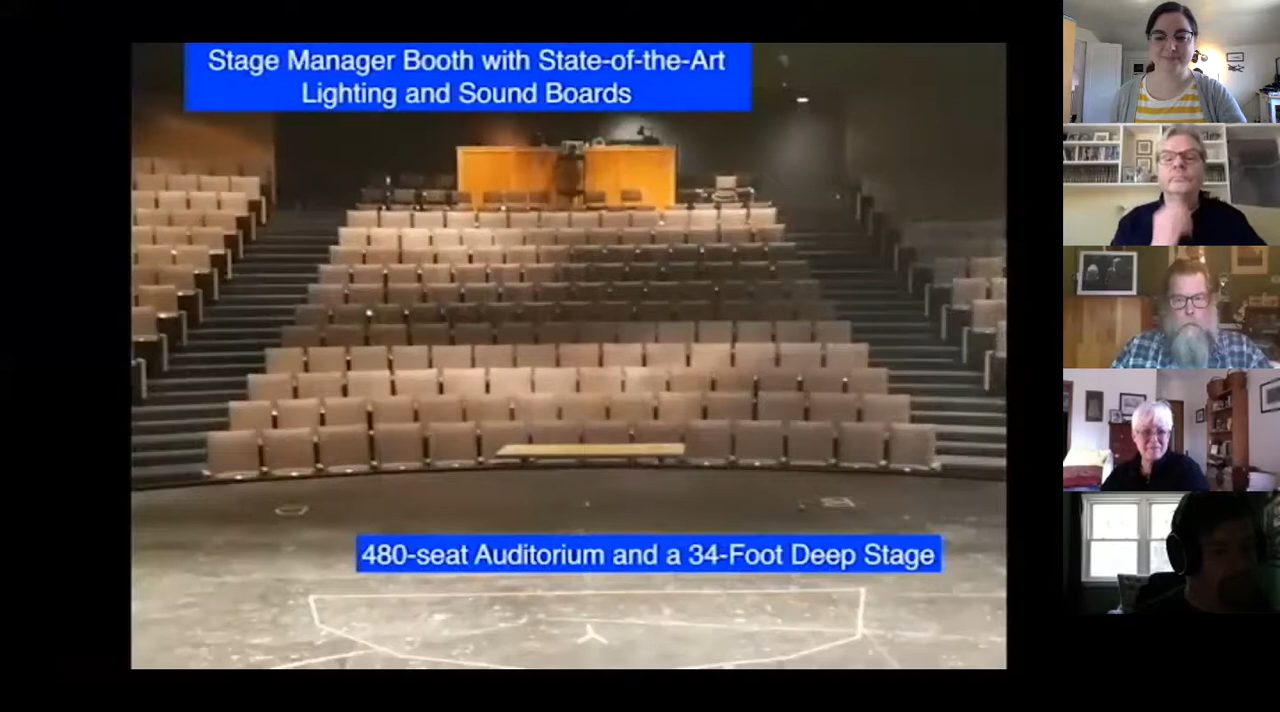 Stage Manager Booth with State-of-the-Art
Lighting and Sound Boards
480-seat Auditorium and a 34-Foot Deep Stage